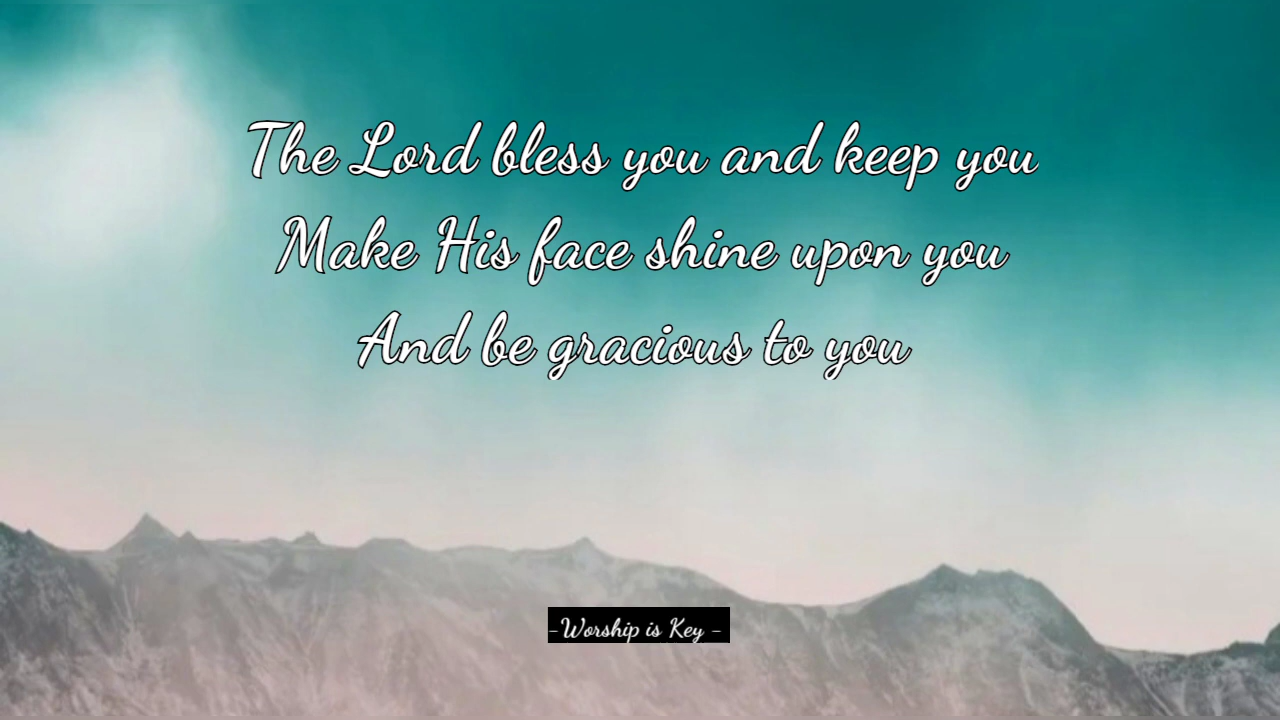 The Lord bless you and keep you
Make His face shine upon you
And be gracious to you
-Worship is Key -